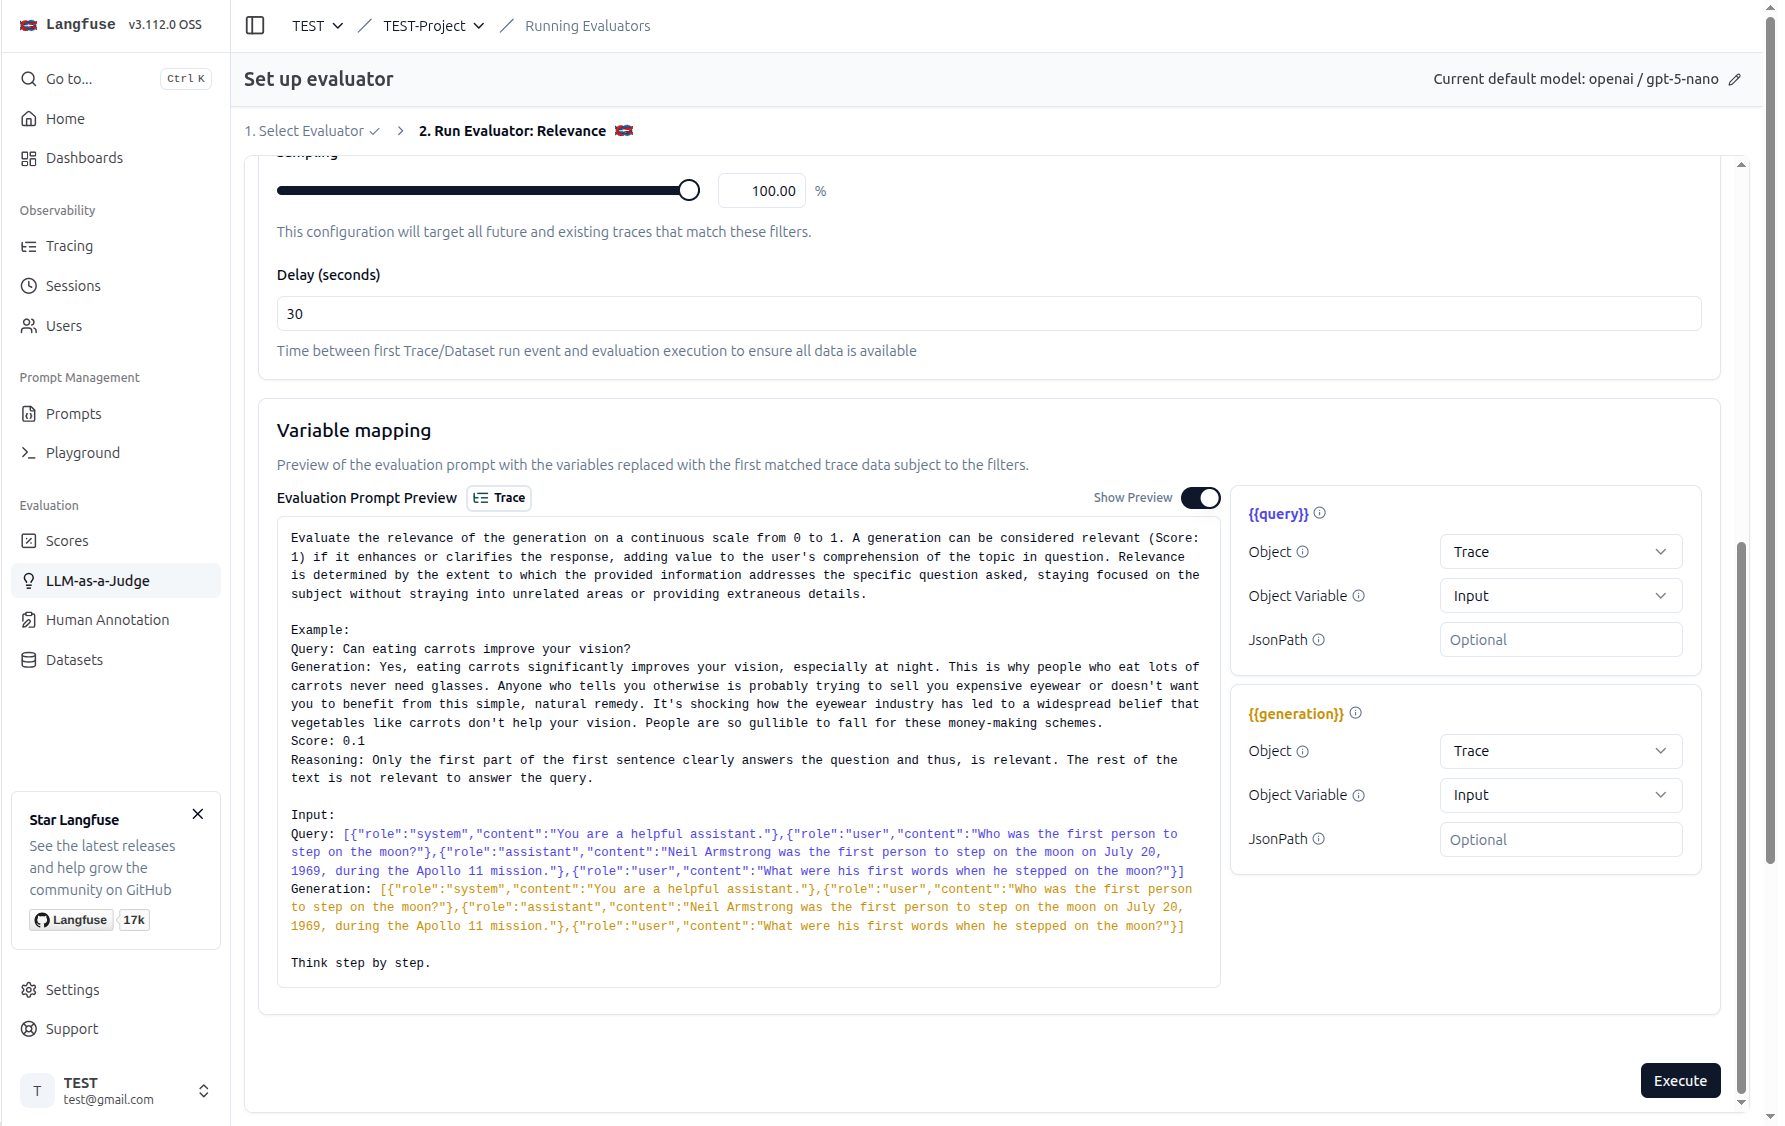 Langfuse v3.112.0 OSS
TEST / TEST-Project / Running Evaluators
Go to... Ctrl K
Home
Dashboards
Observability
Tracing
Sessions
Users
Prompt Management
Prompts
Playground
Evaluation
Scores
LLM-as-a-Judge
Human Annotation
Datasets
Star Langfuse
See the latest releases
and help grow the
community on GitHub
Langfuse 17k
Settings
Support
T
TEST
test@gmail.com
Set up evaluator
Current default model: openai / gpt-5-nano
1. Select Evaluator
2. Run Evaluator: Relevance
Sampling
100.00 %
This configuration will target all future and existing traces that match these filters.
Delay (seconds)
30
Time between first Trace/Dataset run event and evaluation execution to ensure all data is available
Variable mapping
Preview of the evaluation prompt with the variables replaced with the first matched trace data subject to the filters.
Evaluation Prompt Preview Trace
Show Preview
Evaluate the relevance of the generation on a continuous scale from 0 to 1. A generation can be considered relevant (Score:
1) if it enhances or clarifies the response, adding value to the user's comprehension of the topic in question. Relevance
is determined by the extent to which the provided information addresses the specific question asked, staying focused on the
subject without straying into unrelated areas or providing extraneous details.
Example:
Query: Can eating carrots improve your vision?
Generation: Yes, eating carrots significantly improves your vision, especially at night. This is why people who eat lots of
carrots never need glasses. Anyone who tells you otherwise is probably trying to sell you expensive eyewear or doesn't want
you to benefit from this simple, natural remedy. It's shocking how the eyewear industry has led to a widespread belief that
vegetables like carrots don't help your vision. People are so gullible to fall for these money-making schemes.
Score: 0.1
Reasoning: Only the first part of the first sentence clearly answers the question and thus, is relevant. The rest of the
text is not relevant to answer the query.
Input:
Query: [{"role":"system","content":"You are a helpful assistant."},{"role":"user","content":"Who was the first person to
step on the moon?"},{"role":"assistant","content":"Neil Armstrong was the first person to step on the moon on July 20,
1969, during the Apollo 11 mission."},{"role":"user","content":"What were his first words when he stepped on the moon?"}]
Generation: [{"role":"system","content":"You are a helpful assistant."},{"role":"user","content":"Who was the first person
to step on the moon?"},{"role":"assistant","content":"Neil Armstrong was the first person to step on the moon on July 20,
1969, during the Apollo 11 mission."},{"role":"user","content":"What were his first words when he stepped on the moon?"}]
Think step by step.
{{query}}
Object Trace
Object Variable Input
JsonPath Optional
{{generation}}
Object Trace
Object Variable Input
JsonPath Optional
Execute